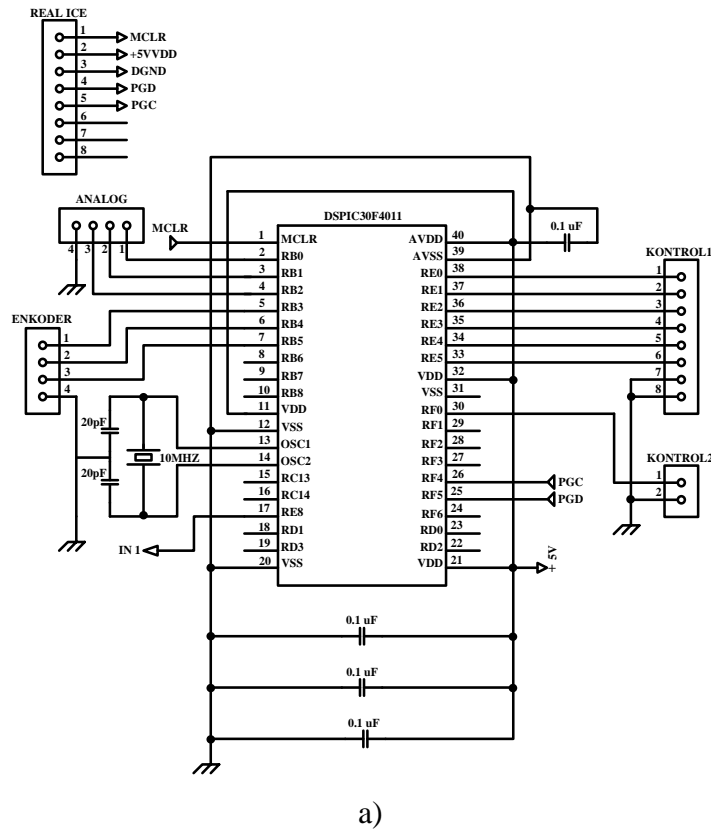 REAL ICE
1 MCLR
2 +5VVDD
3 DGND
4 PGD
5 PGC
6
7
8
ANALOG
4 3 2 1
MCLR
ENKODER
1
2
3
4
20pF
20pF
10MHZ
IN 1
DSPIC30F4011
1 MCLR AVDD 40
2 RB0 AVSS 39
3 RB1 RE0 38
4 RB2 RE1 37
5 RB3 RE2 36
6 RB4 RE3 35
7 RB5 RE4 34
8 RB6 RE5 33
9 RB7 VDD 32
10 RB8 VSS 31
11 VDD RF0 30
12 VSS RF1 29
13 OSC1 RF2 28
14 OSC2 RF3 27
15 RC13 RF4 26
16 RC14 RF5 25
17 RE8 RF6 24
18 RD1 RD0 23
19 RD3 RD2 22
20 VSS VDD 21
0.1 uF
KONTROL1
1
2
3
4
5
6
7
8
KONTROL2
1
2
PGC
PGD
+ 5V
0.1 uF
0.1 uF
0.1 uF
a)